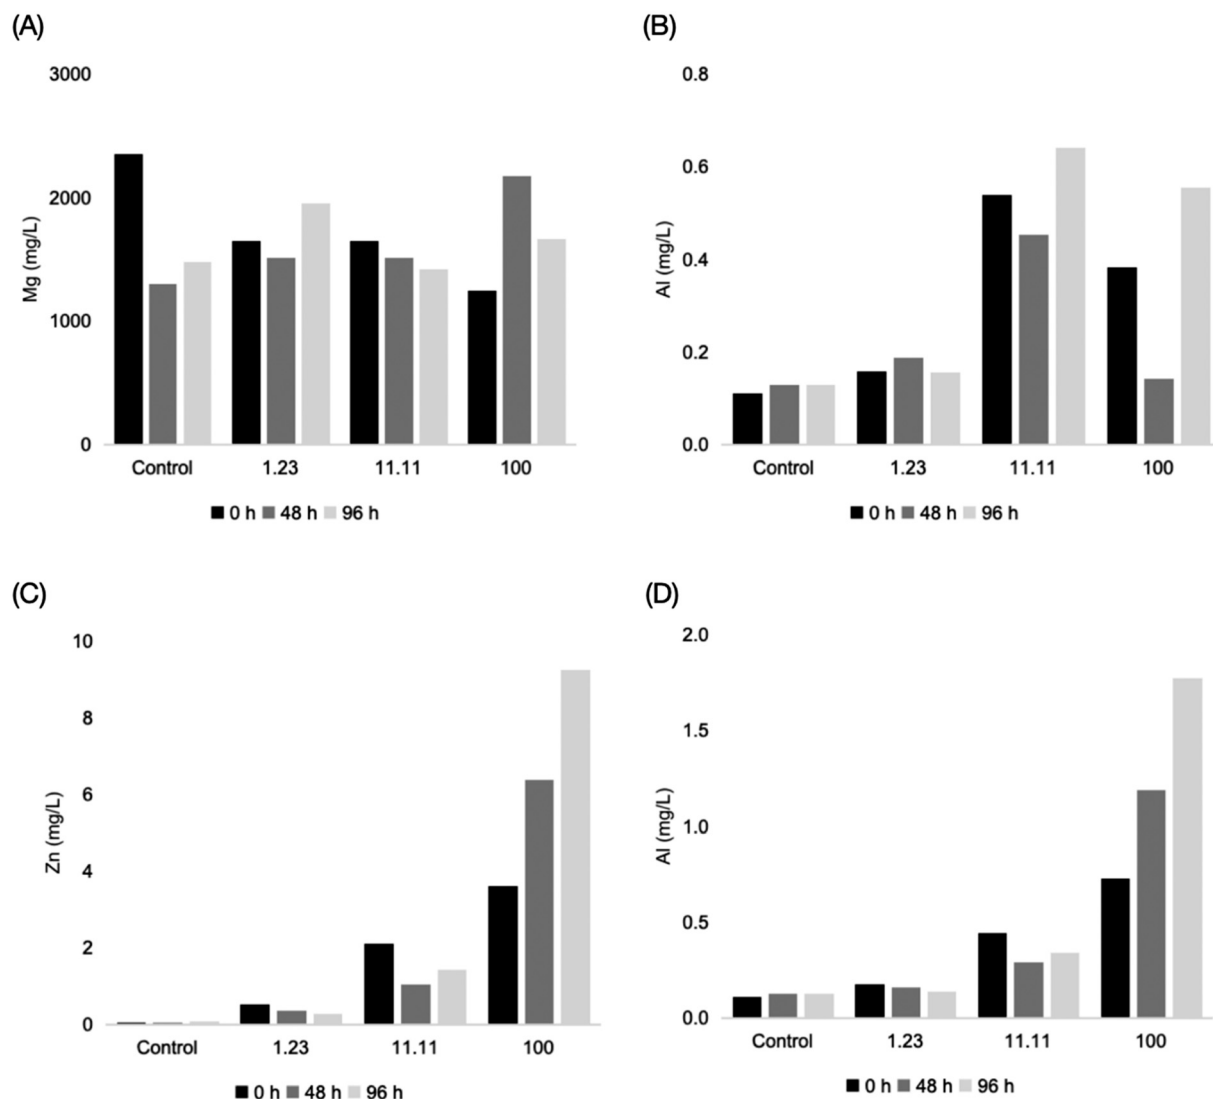 (A)
3000
2000
1000
0
Mg (mg/L)
Control 1.23 11.11 100
0 h 48 h 96 h
(B)
0.8
0.6
0.4
0.2
0.0
Al (mg/L)
Control 1.23 11.11 100
0 h 48 h 96 h
(C)
10
8
6
4
2
0
Zn (mg/L)
Control 1.23 11.11 100
0 h 48 h 96 h
(D)
2.0
1.5
1.0
0.5
0.0
Al (mg/L)
Control 1.23 11.11 100
0 h 48 h 96 h